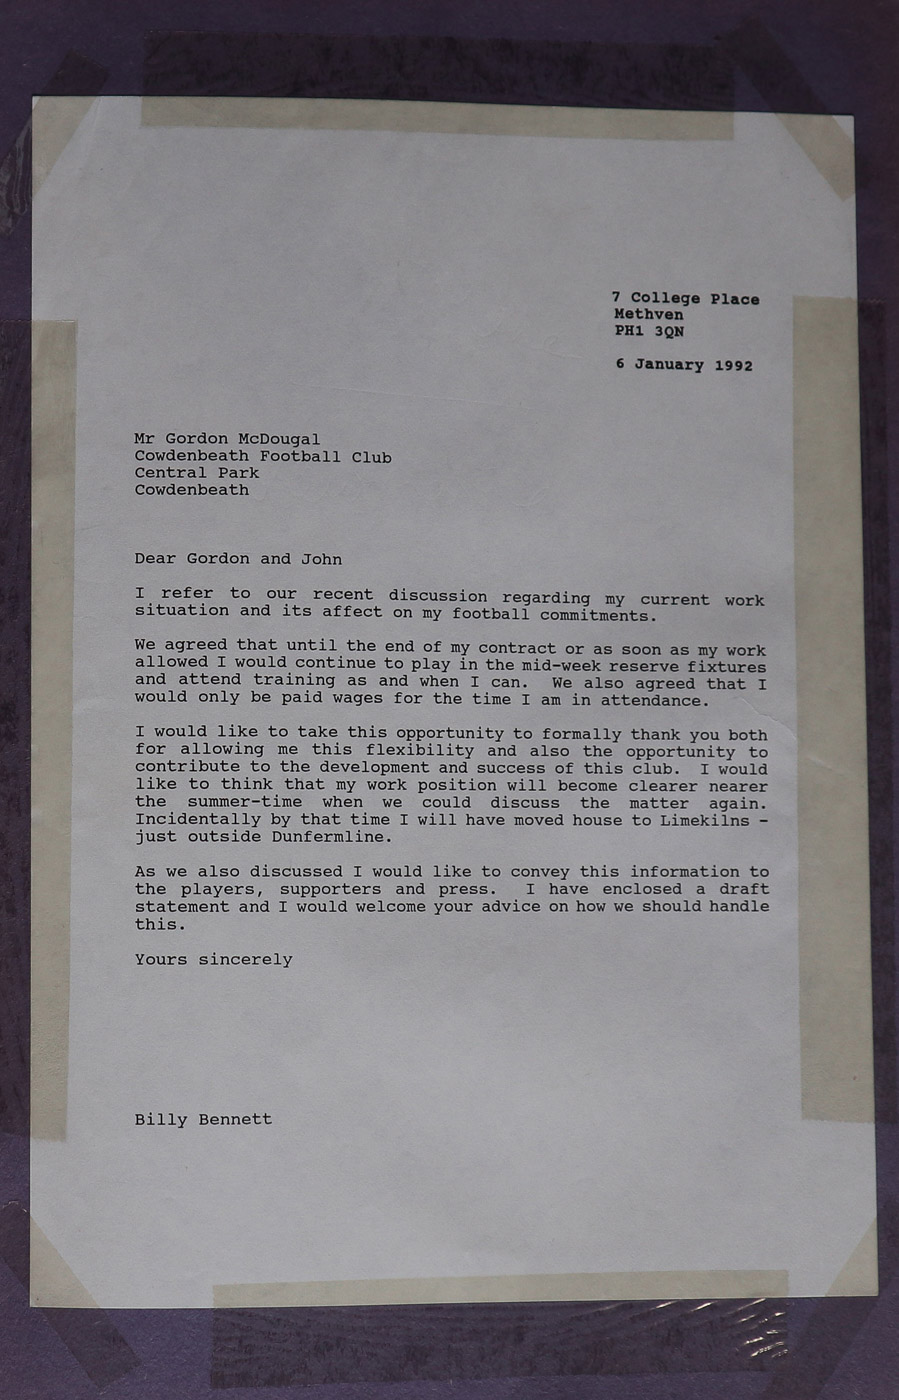 7 College Place
Methven
PH1 3QN
6 January 1992
Mr Gordon McDougal
Cowdenbeath Football Club
Central Park
Cowdenbeath
Dear Gordon and John
I refer to our recent discussion regarding my current work
situation and its affect on my football commitments.
We agreed that until the end of my contract or as soon as my work
allowed I would continue to play in the mid-week reserve fixtures
and attend training as and when I can. We also agreed that I
would only be paid wages for the time I am in attendance.
I would like to take this opportunity to formally thank you both
for allowing me this flexibility and also the opportunity to
contribute to the development and success of this club. I would
like to think that my work position will become clearer nearer
the summer-time when we could discuss the matter again.
Incidentally by that time I will have moved house to Limekilns -
just outside Dunfermline.
As we also discussed I would like to convey this information to
the players, supporters and press. I have enclosed a draft
statement and I would welcome your advice on how we should handle
this.
Yours sincerely
Billy Bennett